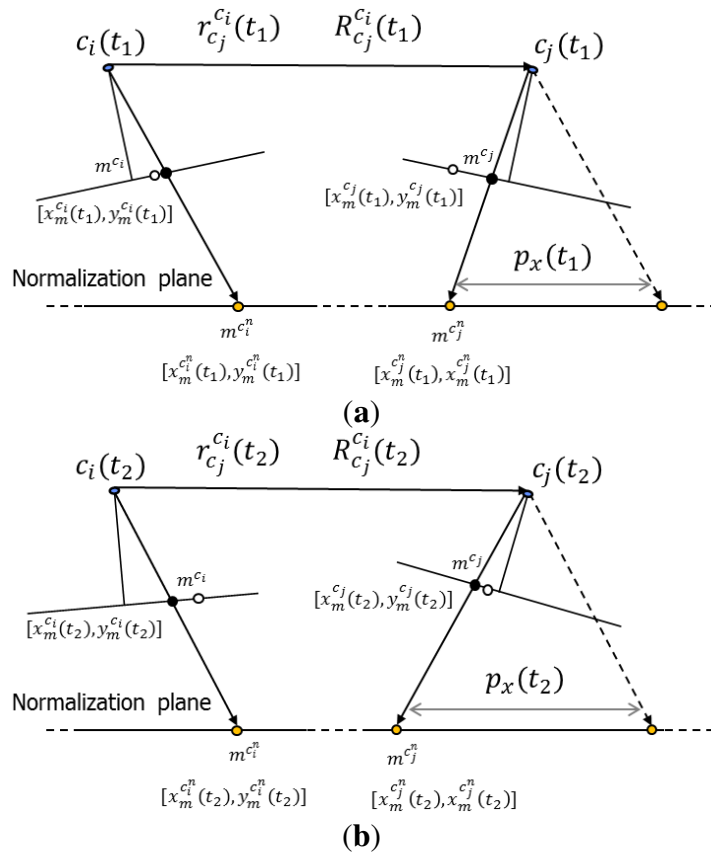 c_i(t_1) r_{c_j}^{c_i}(t_1) R_{c_j}^{c_i}(t_1) c_j(t_1)
m^{c_i} m^{c_j}
[x_m^{c_i}(t_1), y_m^{c_i}(t_1)] [x_m^{c_j}(t_1), y_m^{c_j}(t_1)]
Normalization plane p_x(t_1)
m^{c_i^n} m^{c_j^n}
[x_m^{c_i^n}(t_1), y_m^{c_i^n}(t_1)] [x_m^{c_j^n}(t_1), x_m^{c_j^n}(t_1)]
(a)
c_i(t_2) r_{c_j}^{c_i}(t_2) R_{c_j}^{c_i}(t_2) c_j(t_2)
m^{c_i} m^{c_j}
[x_m^{c_i}(t_2), y_m^{c_i}(t_2)] [x_m^{c_j}(t_2), y_m^{c_j}(t_2)]
Normalization plane p_x(t_2)
m^{c_i^n} m^{c_j^n}
[x_m^{c_i^n}(t_2), y_m^{c_i^n}(t_2)] [x_m^{c_j^n}(t_2), x_m^{c_j^n}(t_2)]
(b)